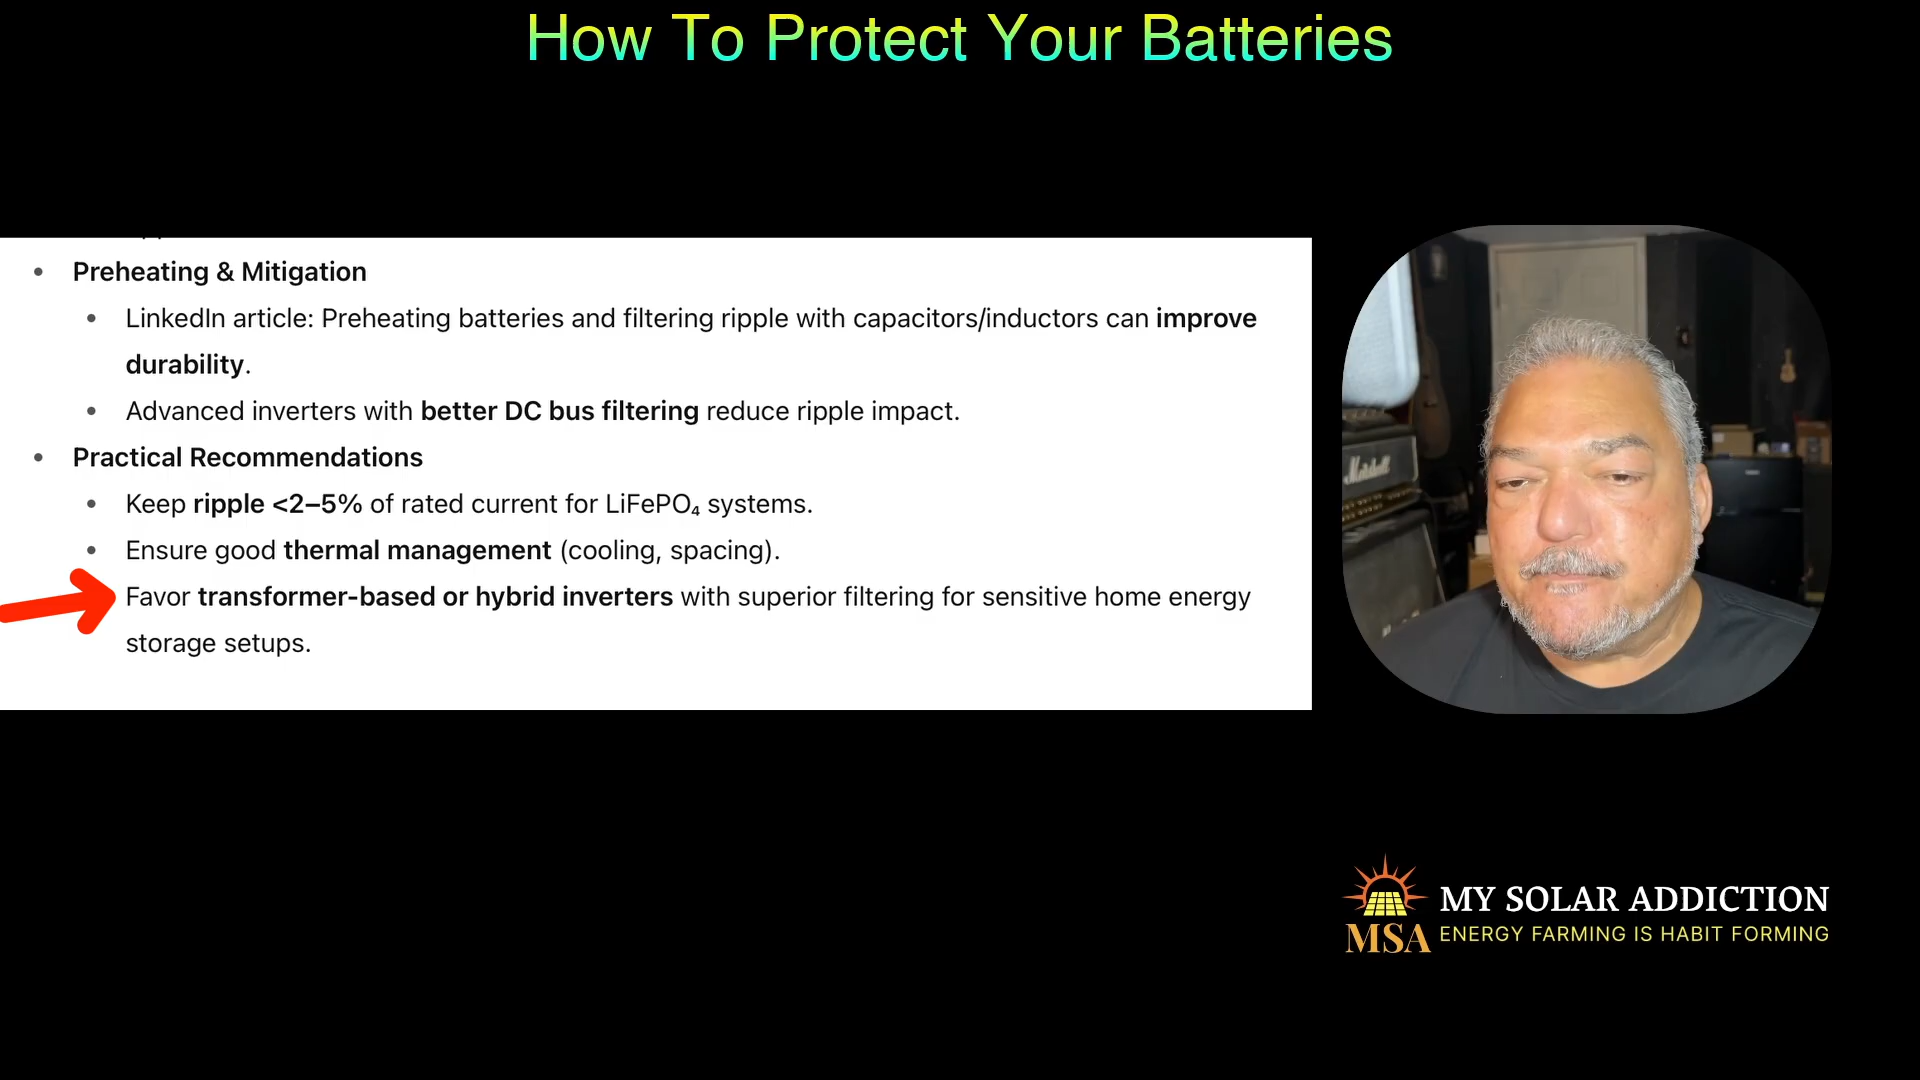 How To Protect Your Batteries
• Preheating & Mitigation
• LinkedIn article: Preheating batteries and filtering ripple with capacitors/inductors can improve
durability.
• Advanced inverters with better DC bus filtering reduce ripple impact.
• Practical Recommendations
• Keep ripple <2–5% of rated current for LiFePO₄ systems.
• Ensure good thermal management (cooling, spacing).
Favor transformer-based or hybrid inverters with superior filtering for sensitive home energy
storage setups.
Marshall
MY SOLAR ADDICTION
MSA ENERGY FARMING IS HABIT FORMING